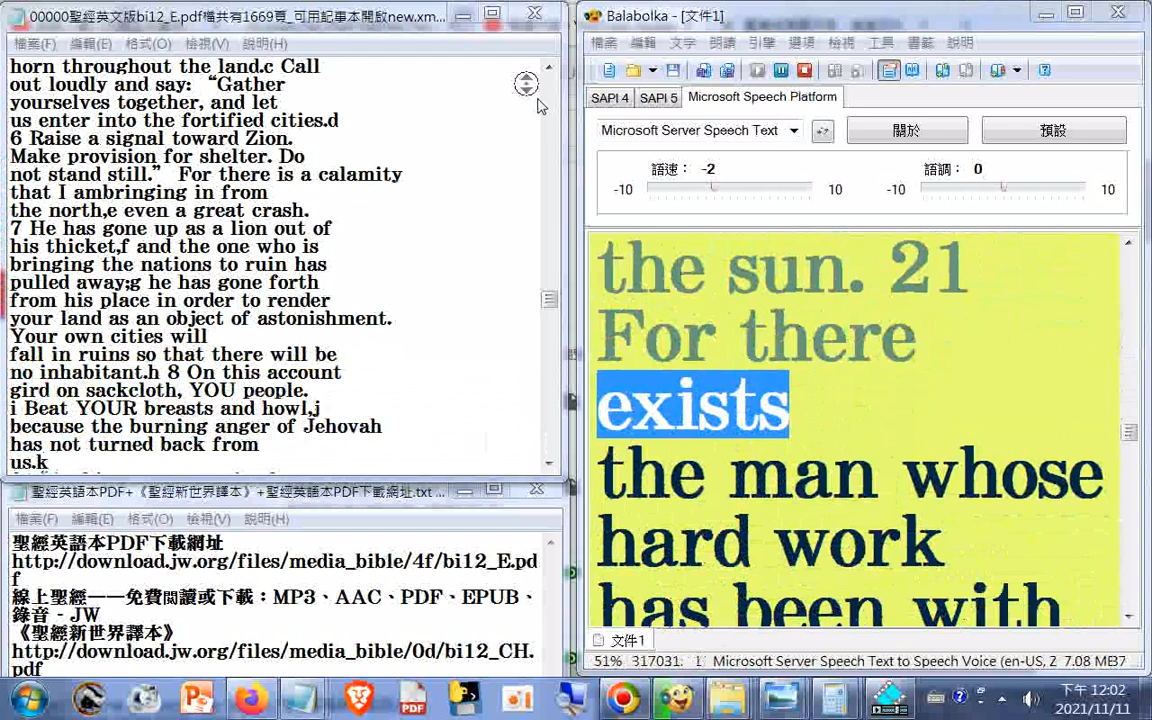 00000聖經英文版bi12_E.pdf檔共有1669頁_可用記事本開啟new.xm...
檔案(F) 編輯(E) 格式(O) 檢視(V) 說明(H)
horn throughout the land.c Call
out loudly and say: “Gather
yourselves together, and let
us enter into the fortified cities.d
6 Raise a signal toward Zion.
Make provision for shelter. Do
not stand still.” For there is a calamity
that I ambringing in from
the north,e even a great crash.
7 He has gone up as a lion out of
his thicket,f and the one who is
bringing the nations to ruin has
pulled away;g he has gone forth
from his place in order to render
your land as an object of astonishment.
Your own cities will
fall in ruins so that there will be
no inhabitant.h 8 On this account
gird on sackcloth, YOU people.
i Beat YOUR breasts and howl,j
because the burning anger of Jehovah
has not turned back from
us.k
聖經英語本PDF+《聖經新世界譯本》+聖經英語本PDF下載網址.txt ...
檔案(F) 編輯(E) 格式(O) 檢視(V) 說明(H)
聖經英語本PDF下載網址
http://download.jw.org/files/media_bible/4f/bi12_E.pd
f
線上聖經——免費閱讀或下載：MP3、AAC、PDF、EPUB、
錄音 - JW
《聖經新世界譯本》
http://download.jw.org/files/media_bible/0d/bi12_CH.
pdf
Balabolka - [文件1]
檔案 編輯 文字 朗讀 引擎 選項 檢視 工具 書籤 說明
SAPI 4 SAPI 5 Microsoft Speech Platform
Microsoft Server Speech Text 關於 預設
語速： -2 語調： 0
-10 10 -10 10
the sun. 21
For there
exists
the man whose
hard work
has been with
文件1
51% 317031: 1 Microsoft Server Speech Text to Speech Voice (en-US, Z 7.08 MB7
下午 12:02
2021/11/11